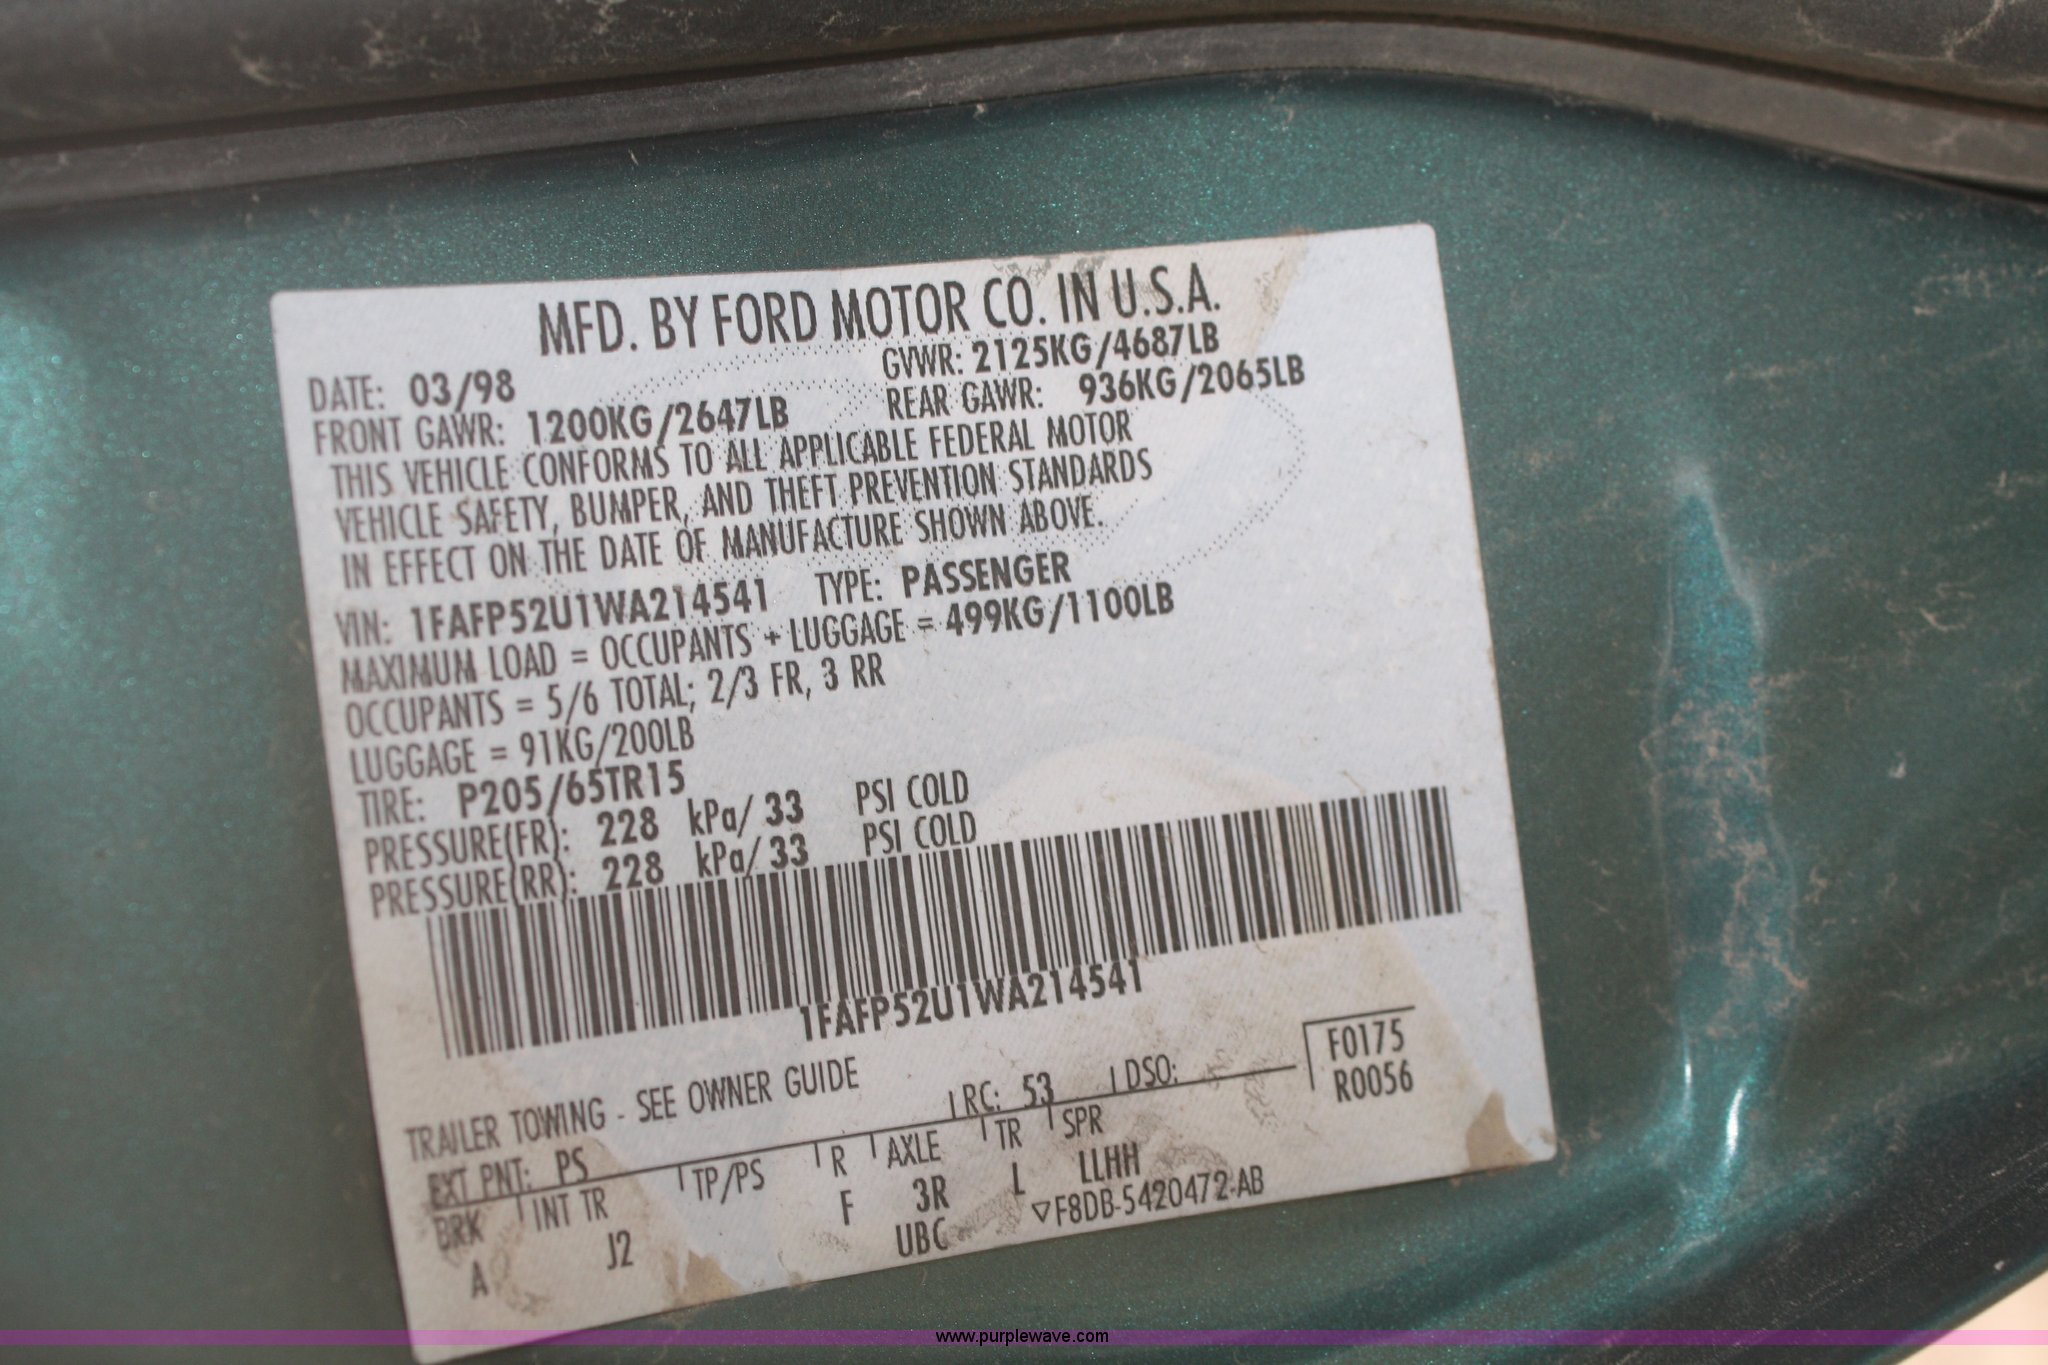 MFD. BY FORD MOTOR CO. IN U.S.A.
DATE: 03/98 GVWR: 2125KG/4687LB
FRONT GAWR: 1200KG/2647LB REAR GAWR: 936KG/2065LB
THIS VEHICLE CONFORMS TO ALL APPLICABLE FEDERAL MOTOR
VEHICLE SAFETY, BUMPER, AND THEFT PREVENTION STANDARDS
IN EFFECT ON THE DATE OF MANUFACTURE SHOWN ABOVE.
VIN: 1FAFP52U1WA214541 TYPE: PASSENGER
MAXIMUM LOAD = OCCUPANTS + LUGGAGE = 499KG/1100LB
OCCUPANTS = 5/6 TOTAL; 2/3 FR, 3 RR
LUGGAGE = 91KG/200LB
TIRE: P205/65TR15
PRESSURE(FR): 228 kPa/ 33 PSI COLD
PRESSURE(RR): 228 kPa/ 33 PSI COLD
1FAFP52U1WA214541
TRAILER TOWING - SEE OWNER GUIDE
F0175
R0056
EXT PNT: PS RC: 53 DSO:
BRK INT TR TP/PS R AXLE TR SPR
A J2 F 3R L LLHH
UBC ▽F8DB-5420472-AB
www.purplewave.com